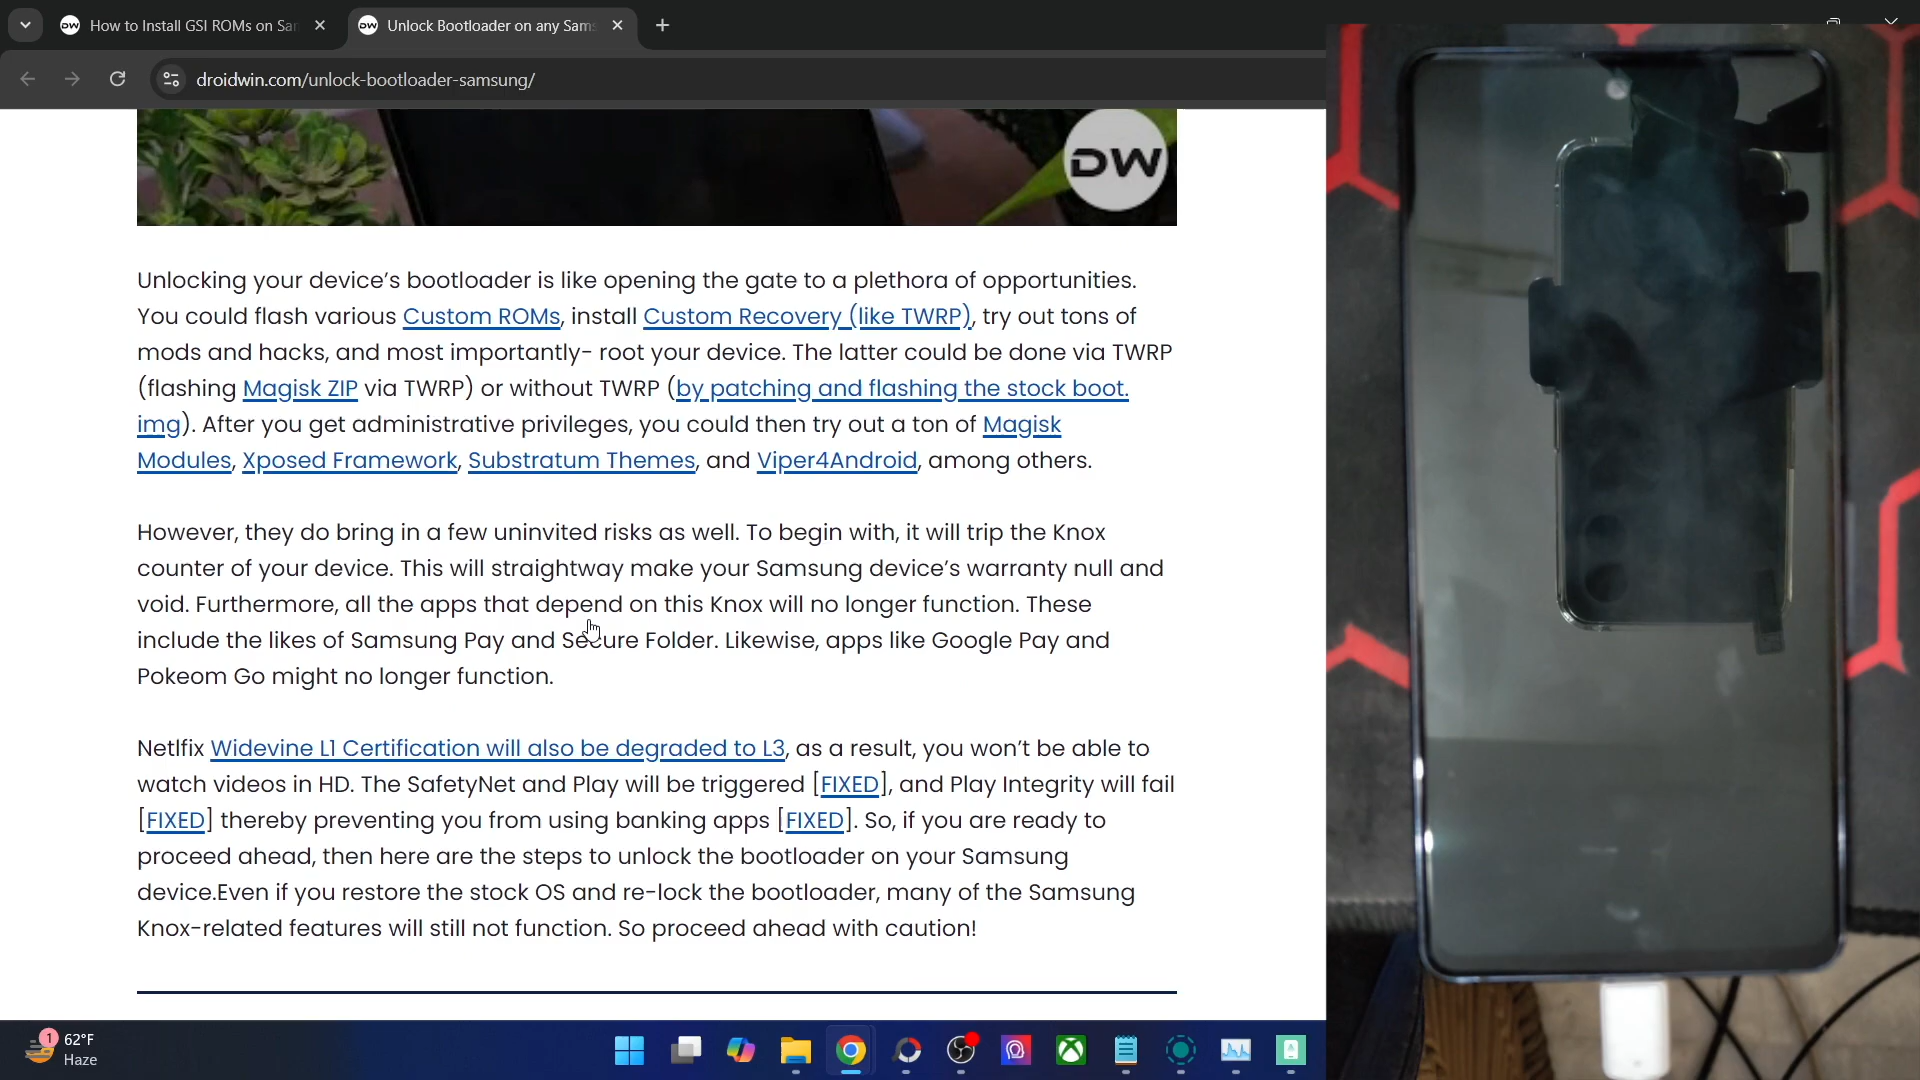 DW How to Install GSI ROMs on Sa
DW Unlock Bootloader on any Sams
droidwin.com/unlock-bootloader-samsung/
DW
Unlocking your device's bootloader is like opening the gate to a plethora of opportunities.
You could flash various Custom ROMs, install Custom Recovery (like TWRP), try out tons of
mods and hacks, and most importantly- root your device. The latter could be done via TWRP
(flashing Magisk ZIP via TWRP) or without TWRP (by patching and flashing the stock boot.
img). After you get administrative privileges, you could then try out a ton of Magisk
Modules, Xposed Framework, Substratum Themes, and Viper4Android, among others.
However, they do bring in a few uninvited risks as well. To begin with, it will trip the Knox
counter of your device. This will straightway make your Samsung device's warranty null and
void. Furthermore, all the apps that depend on this Knox will no longer function. These
include the likes of Samsung Pay and Secure Folder. Likewise, apps like Google Pay and
Pokeom Go might no longer function.
Netlfix Widevine L1 Certification will also be degraded to L3, as a result, you won't be able to
watch videos in HD. The SafetyNet and Play will be triggered [FIXED], and Play Integrity will fail
[FIXED] thereby preventing you from using banking apps [FIXED]. So, if you are ready to
proceed ahead, then here are the steps to unlock the bootloader on your Samsung
device.Even if you restore the stock OS and re-lock the bootloader, many of the Samsung
Knox-related features will still not function. So proceed ahead with caution!
1
62°F
Haze